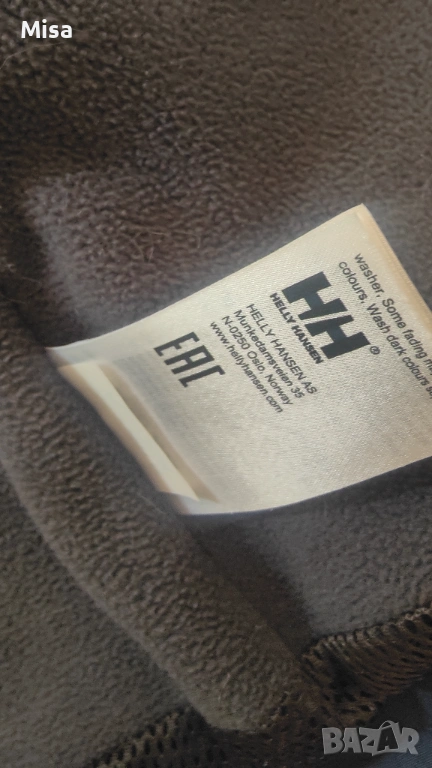 Misa
washer. Some fading
colours. Wash dark colours
HH®
HELLY HANSEN
HELLY HANSEN AS
Munkedamsveien 35
N-0250 Oslo, Norway
www.hellyhansen.com
EAC
BAZAR